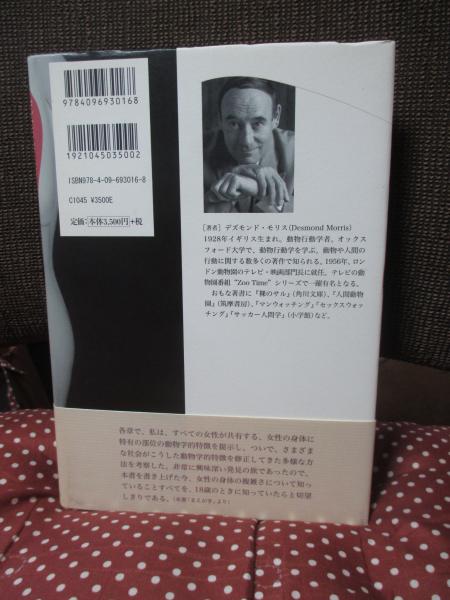 9784096930168
1921045035002
ISBN978-4-09-693016-8
C1045 ¥3500E
定価:本体3,500円+税
[著者] デズモンド・モリス(Desmond Morris)
1928年イギリス生まれ。動物行動学者。オックス
フォード大学で、動物行動学を学ぶ。動物や人間の
行動に関する数多くの著作で知られる。1956年、ロン
ドン動物園のテレビ・映画部門長に就任。テレビの動
物園番組 “Zoo Time” シリーズで一躍有名となる。
おもな著書に『裸のサル』(角川文庫)、『人間動物
園』(筑摩書房)、『マンウォッチング』『セックスウォッ
チング』『サッカー人間学』(小学館)など。
各章で、私は、すべての女性が共有する、女性の身体に
特有の部位の動物学的特徴を提示し、ついで、さまざま
な社会がこうした動物学的特徴を修正してきた多様な方
法を考察した。非常に興味深い発見の旅であったので、
本書を書き上げた今、女性の身体の複雑さについて知っ
ていることすべてを、18歳のときに知っていたらと切望
しきりである。(本書「まえがき」より)